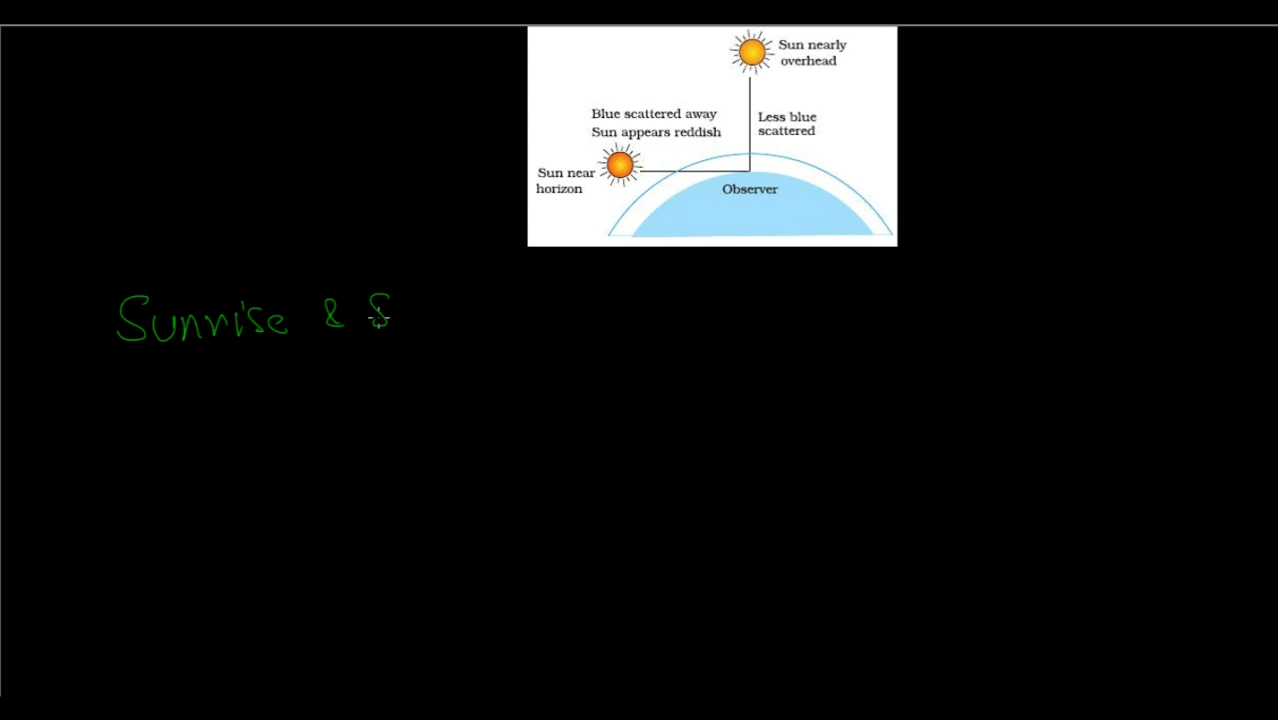 Sun nearly
overhead
Blue scattered away
Sun appears reddish
Less blue
scattered
Sun near
horizon
Observer
Sunrise & S